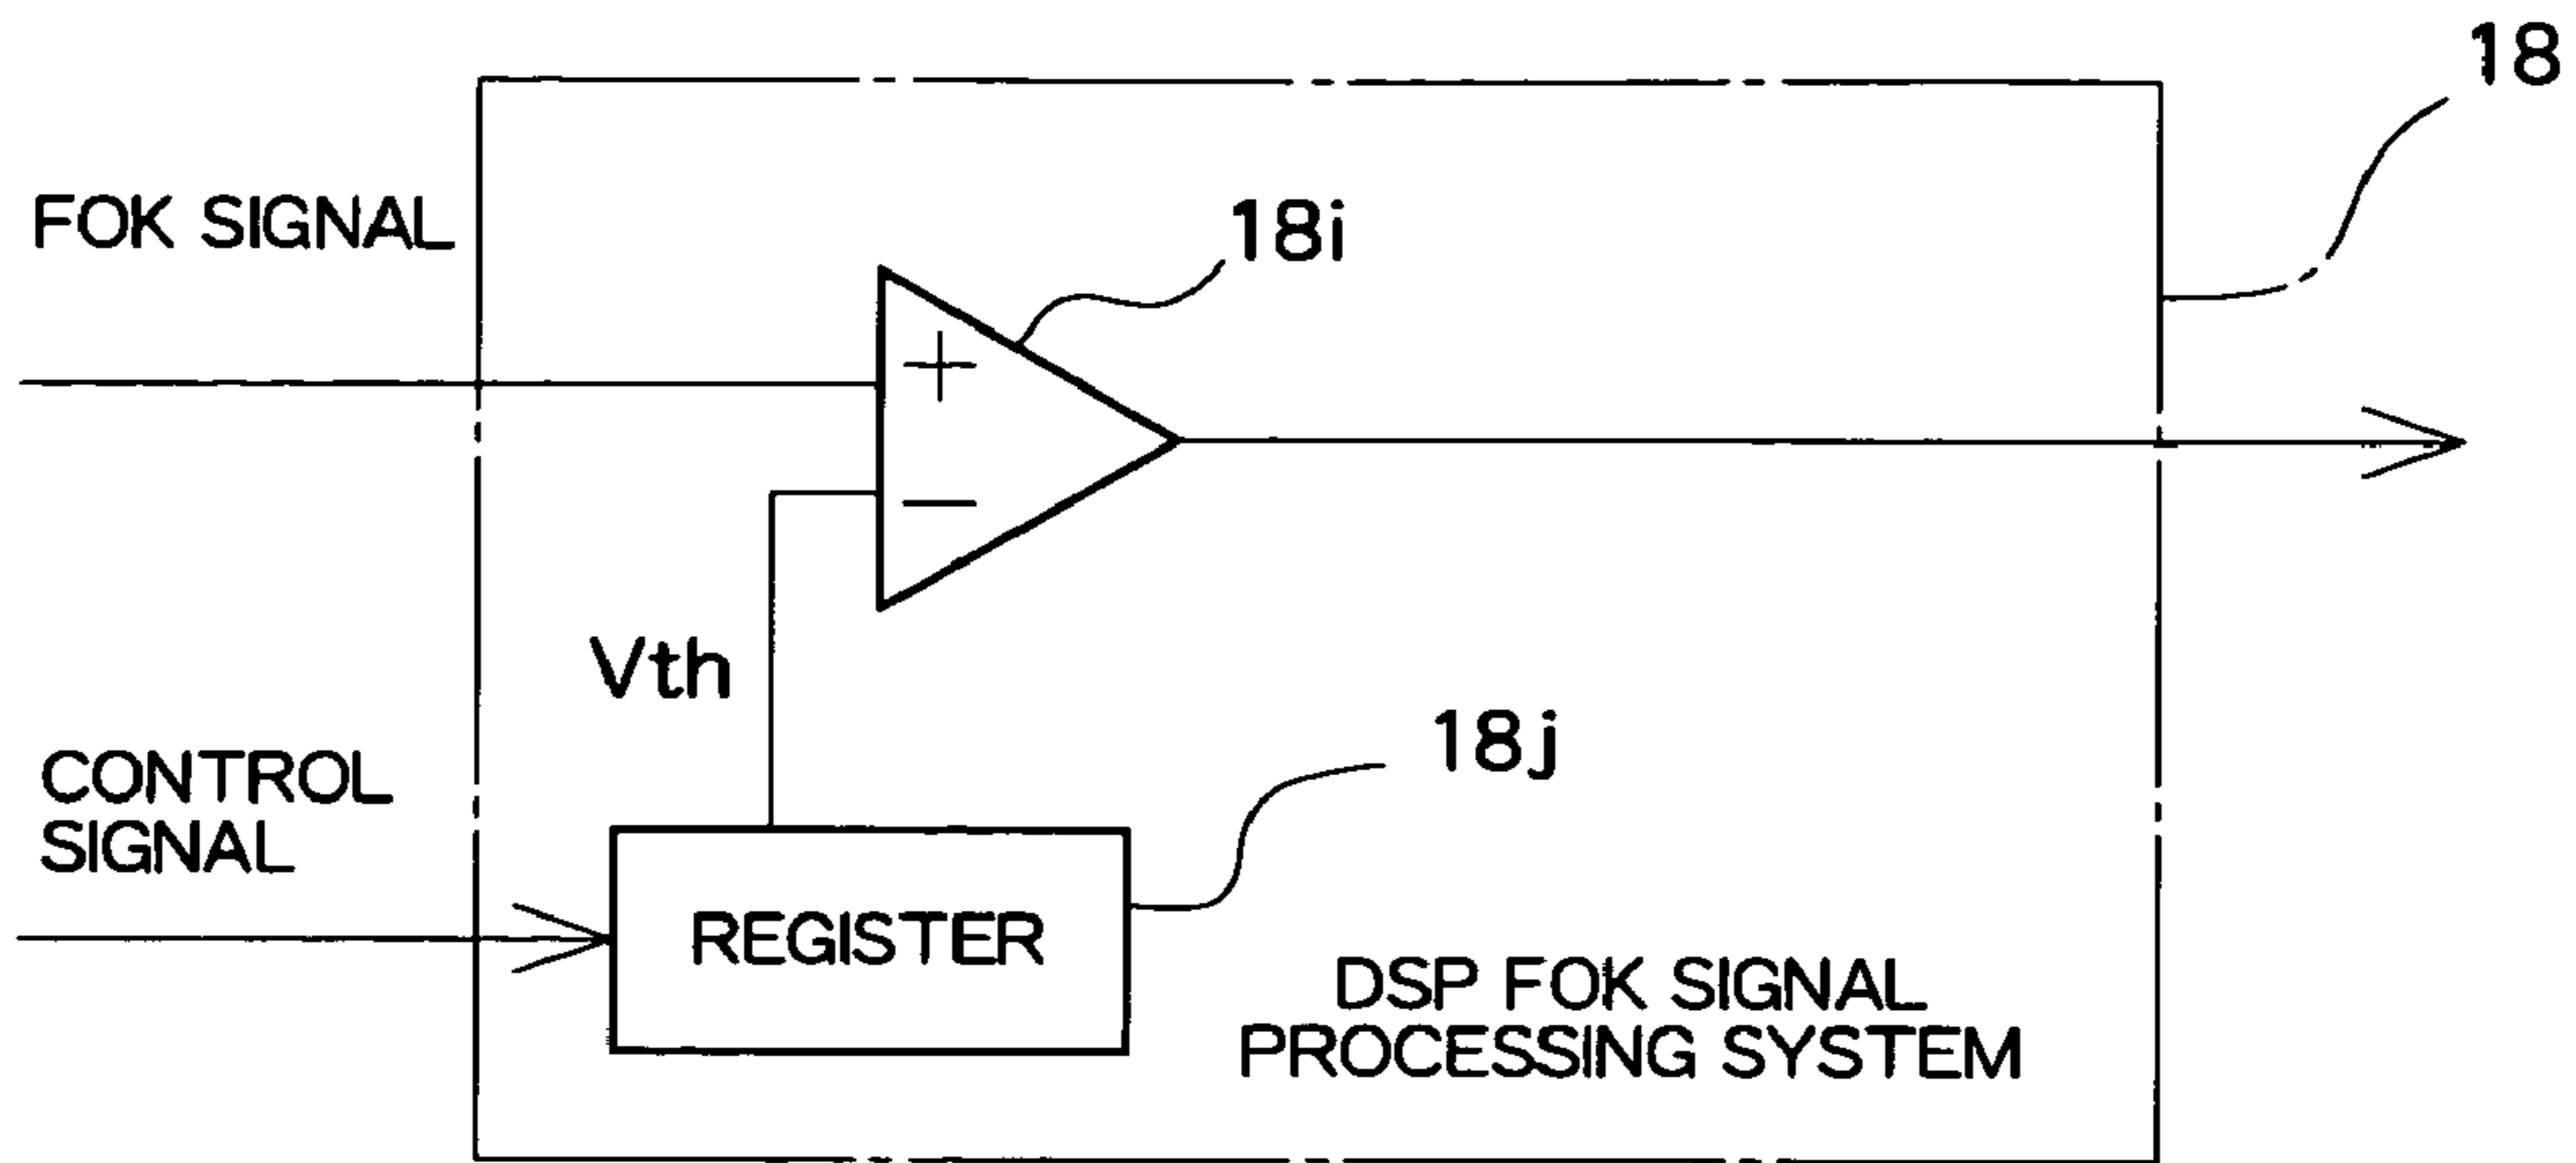 18
FOK SIGNAL
18i
+
−
Vth
18j
CONTROL
SIGNAL
REGISTER
DSP FOK SIGNAL
PROCESSING SYSTEM